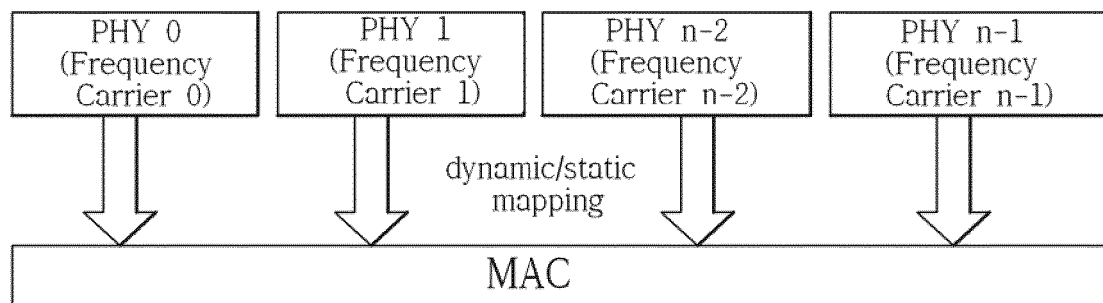 PHY 0
(Frequency
Carrier 0)
PHY 1
(Frequency
Carrier 1)
PHY n-2
(Frequency
Carrier n-2)
PHY n-1
(Frequency
Carrier n-1)
dynamic/static
mapping
MAC